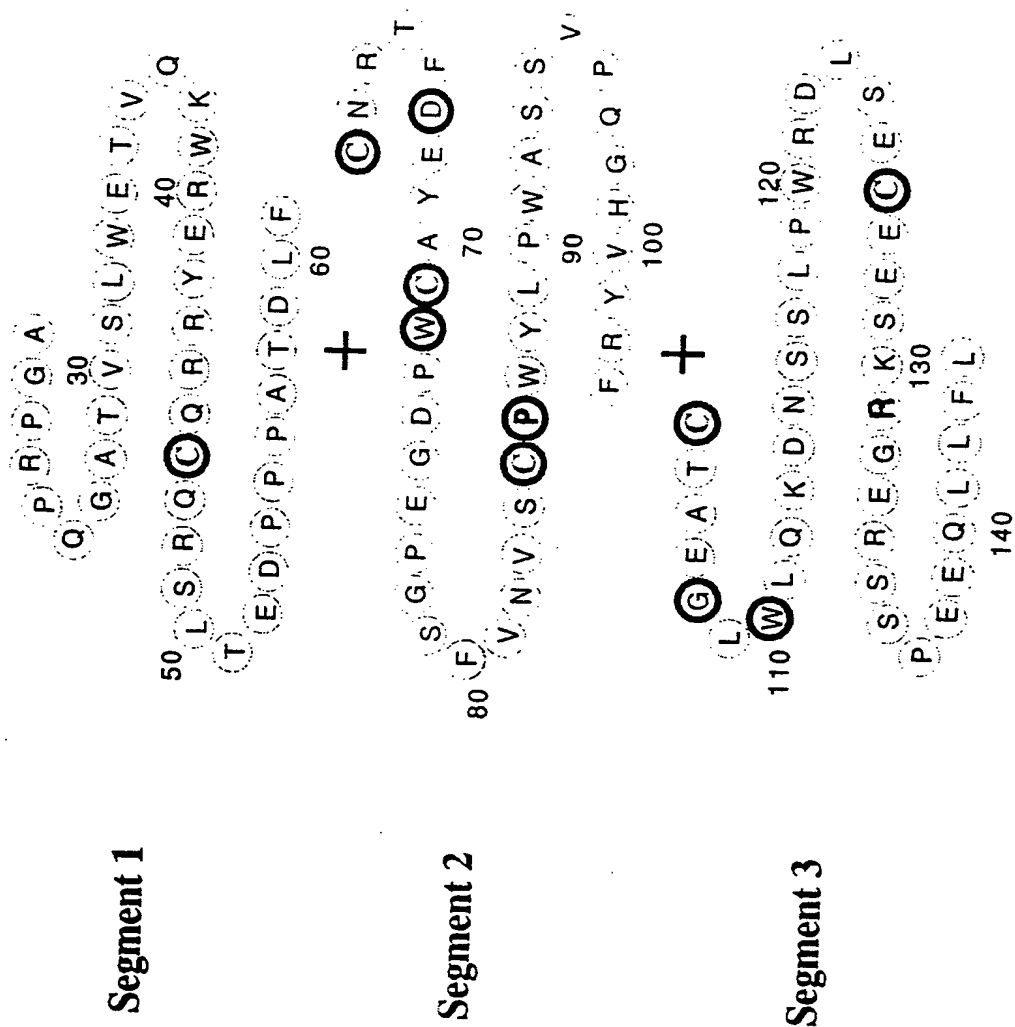 Segment 1
P R P G A
Q
30
G A T V S L W E T V
Q
40
L S R Q C Q R R Y E R W K
50
T
E D P P P A T D L F
60
+
Segment 2
C N R T
S G P E G D P W C A Y E D F
70
80
F
V N V S C P W Y L P W A S S V
90
F R Y V H G Q P
100
+
Segment 3
G E A T C
L
110
W L Q K D N S S L P W R D L
120
S S R E G R K S E E E C E S
130
P E E Q L L F L
140